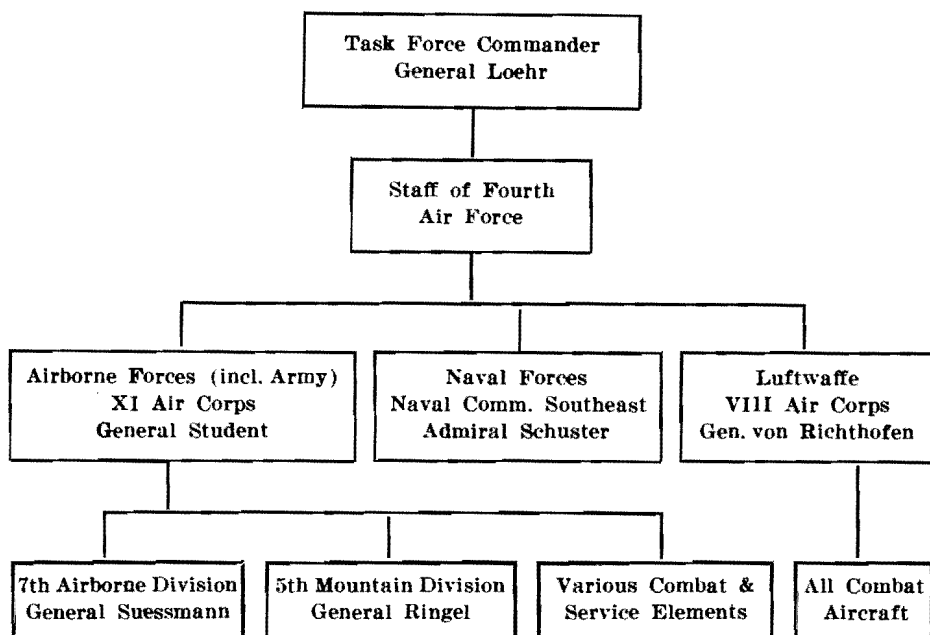 Task Force Commander
General Loehr
Staff of Fourth
Air Force
Airborne Forces (incl. Army)
XI Air Corps
General Student
Naval Forces
Naval Comm. Southeast
Admiral Schuster
Luftwaffe
VIII Air Corps
Gen. von Richthofen
7th Airborne Division
General Suessmann
5th Mountain Division
General Ringel
Various Combat &
Service Elements
All Combat
Aircraft